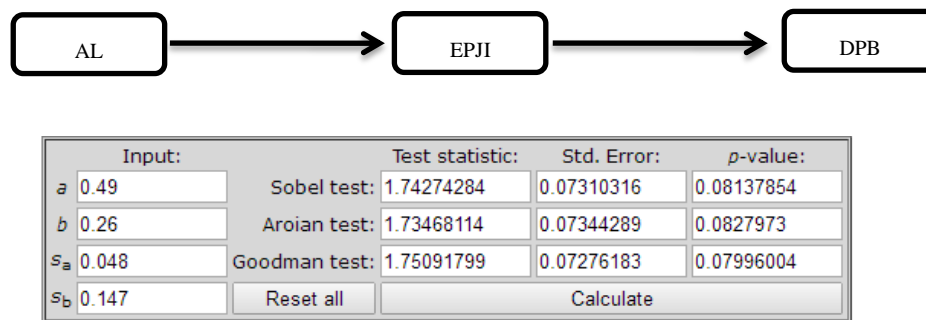 AL EPJI DPB
Input: Test statistic: Std. Error: p-value:
a 0.49 Sobel test: 1.74274284 0.07310316 0.08137854
b 0.26 Aroian test: 1.73468114 0.07344289 0.0827973
sa 0.048 Goodman test: 1.75091799 0.07276183 0.07996004
sb 0.147 Reset all Calculate